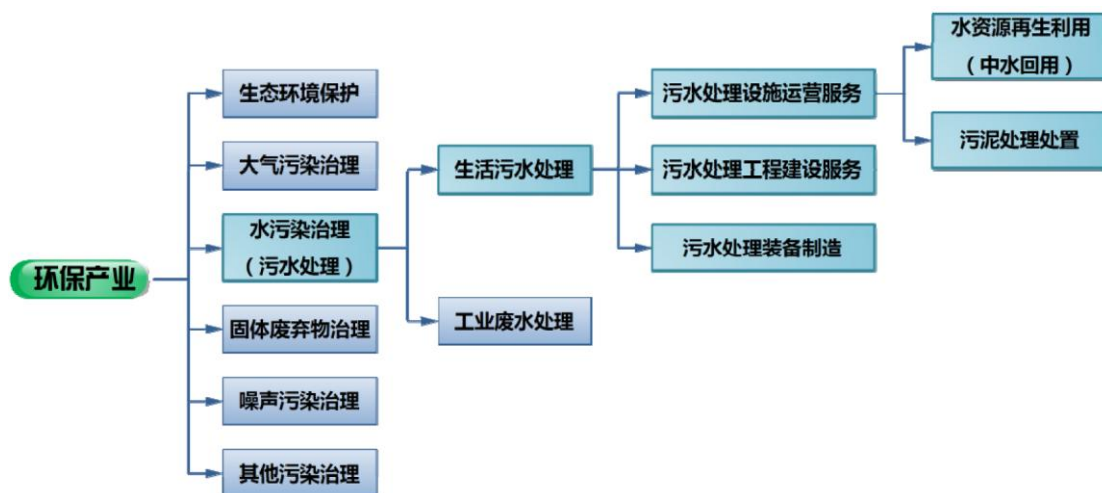 环保产业
生态环境保护
大气污染治理
水污染治理
（污水处理）
固体废弃物治理
噪声污染治理
其他污染治理
生活污水处理
工业废水处理
污水处理设施运营服务
污水处理工程建设服务
污水处理装备制造
水资源再生利用
（中水回用）
污泥处理处置